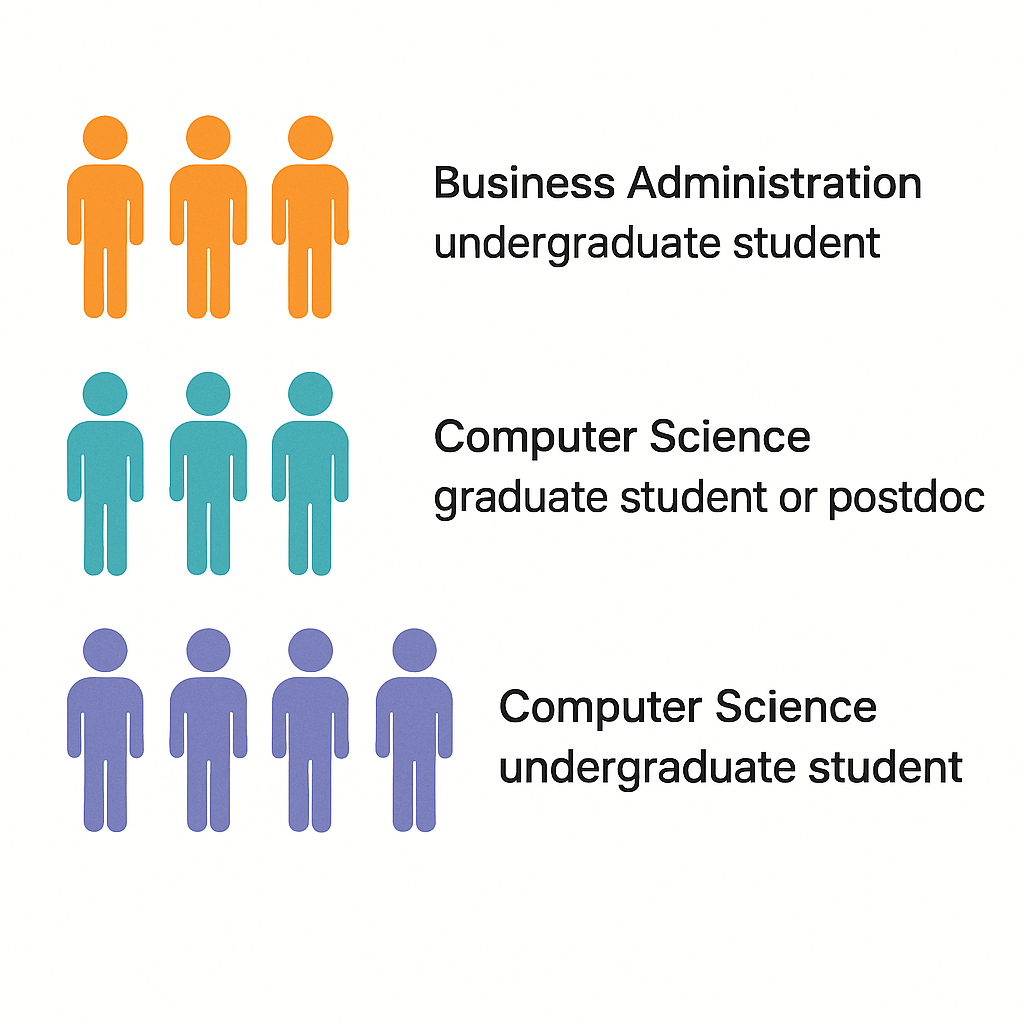 Business Administration
undergraduate student
Computer Science
graduate student or postdoc
Computer Science
undergraduate student